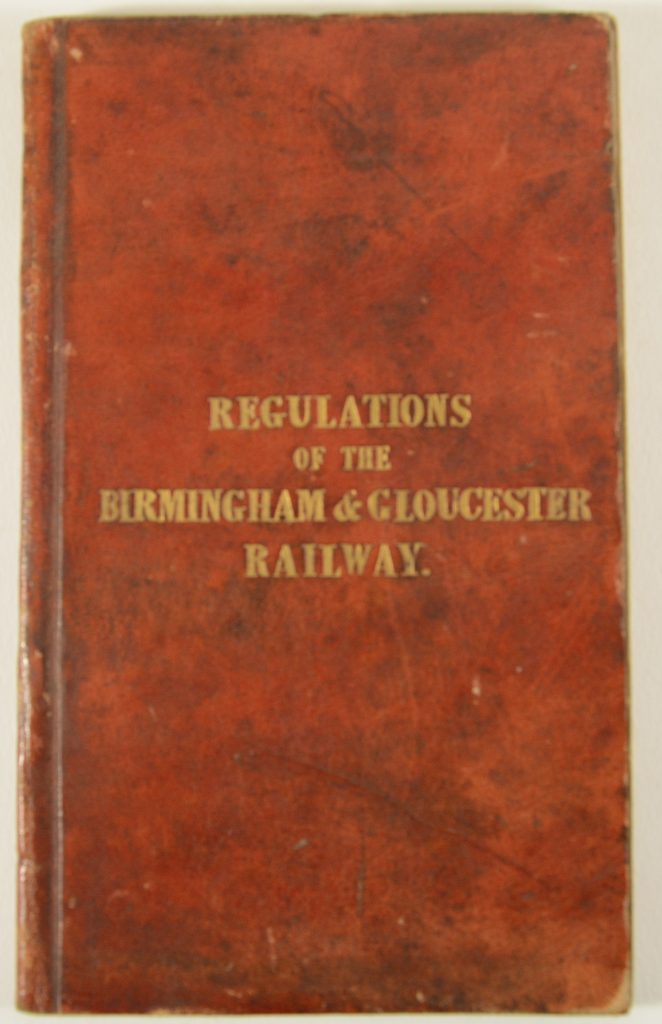 REGULATIONS
OF THE
BIRMINGHAM & GLOUCESTER
RAILWAY.